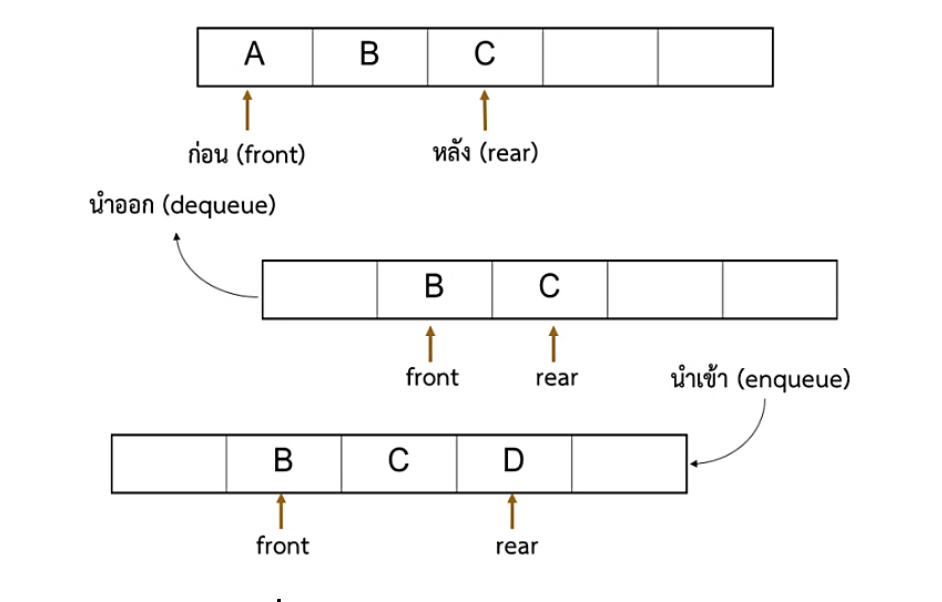 A B C
ก่อน (front) หลัง (rear)
นำออก (dequeue)
B C
front rear นำเข้า (enqueue)
B C D
front rear